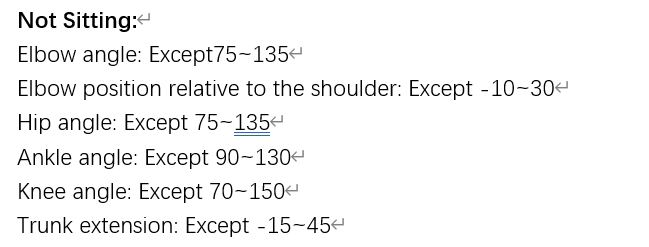 Not Sitting:
Elbow angle: Except75~135
Elbow position relative to the shoulder: Except -10~30
Hip angle: Except 75~135
Ankle angle: Except 90~130
Knee angle: Except 70~150
Trunk extension: Except -15~45